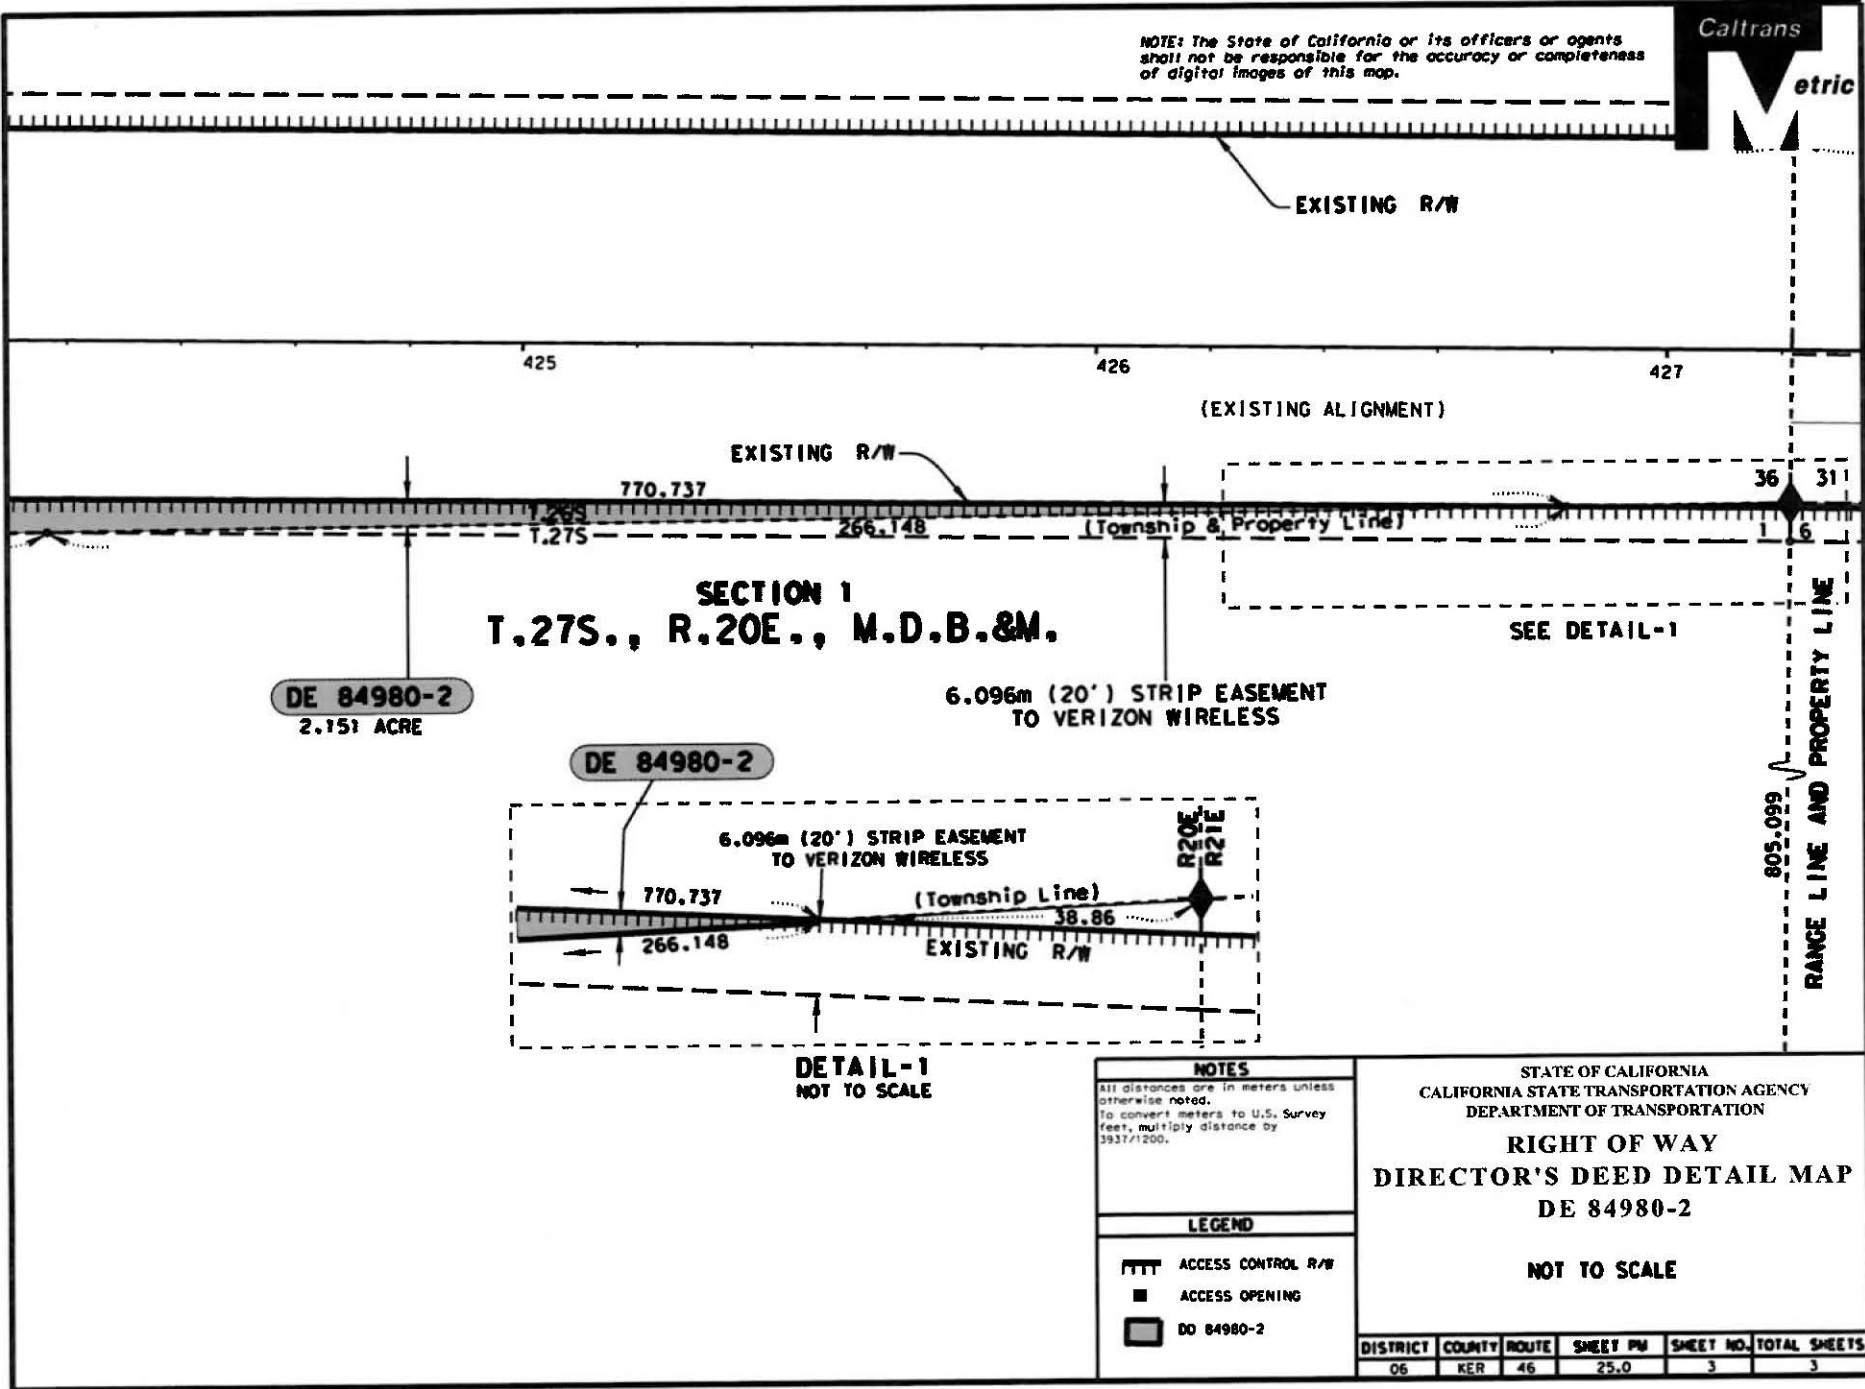 NOTE: The State of California or its officers or agents
shall not be responsible for the accuracy or completeness
of digital images of this map.
Caltrans
Metric
EXISTING R/W
425
426
427
(EXISTING ALIGNMENT)
EXISTING R/W
770.737
36 31
T.26S
T.27S
266.148
(Township & Property Line)
1 6
SECTION 1
T.27S., R.20E., M.D.B.&M.
SEE DETAIL-1
DE 84980-2
2.151 ACRE
6.096m (20') STRIP EASEMENT
TO VERIZON WIRELESS
RANGE LINE AND PROPERTY LINE
805.099
DE 84980-2
6.096m (20') STRIP EASEMENT
TO VERIZON WIRELESS
R20E
R21E
770.737
(Township Line)
38.86
266.148
EXISTING R/W
DETAIL-1
NOT TO SCALE
NOTES
All distances are in meters unless
otherwise noted.
To convert meters to U.S. Survey
feet, multiply distance by
3937/1200.
LEGEND
ACCESS CONTROL R/W
ACCESS OPENING
DD 84980-2
STATE OF CALIFORNIA
CALIFORNIA STATE TRANSPORTATION AGENCY
DEPARTMENT OF TRANSPORTATION
RIGHT OF WAY
DIRECTOR'S DEED DETAIL MAP
DE 84980-2
NOT TO SCALE
DISTRICT COUNTY ROUTE SHEET PM SHEET NO. TOTAL SHEETS
06 KER 46 25.0 3 3